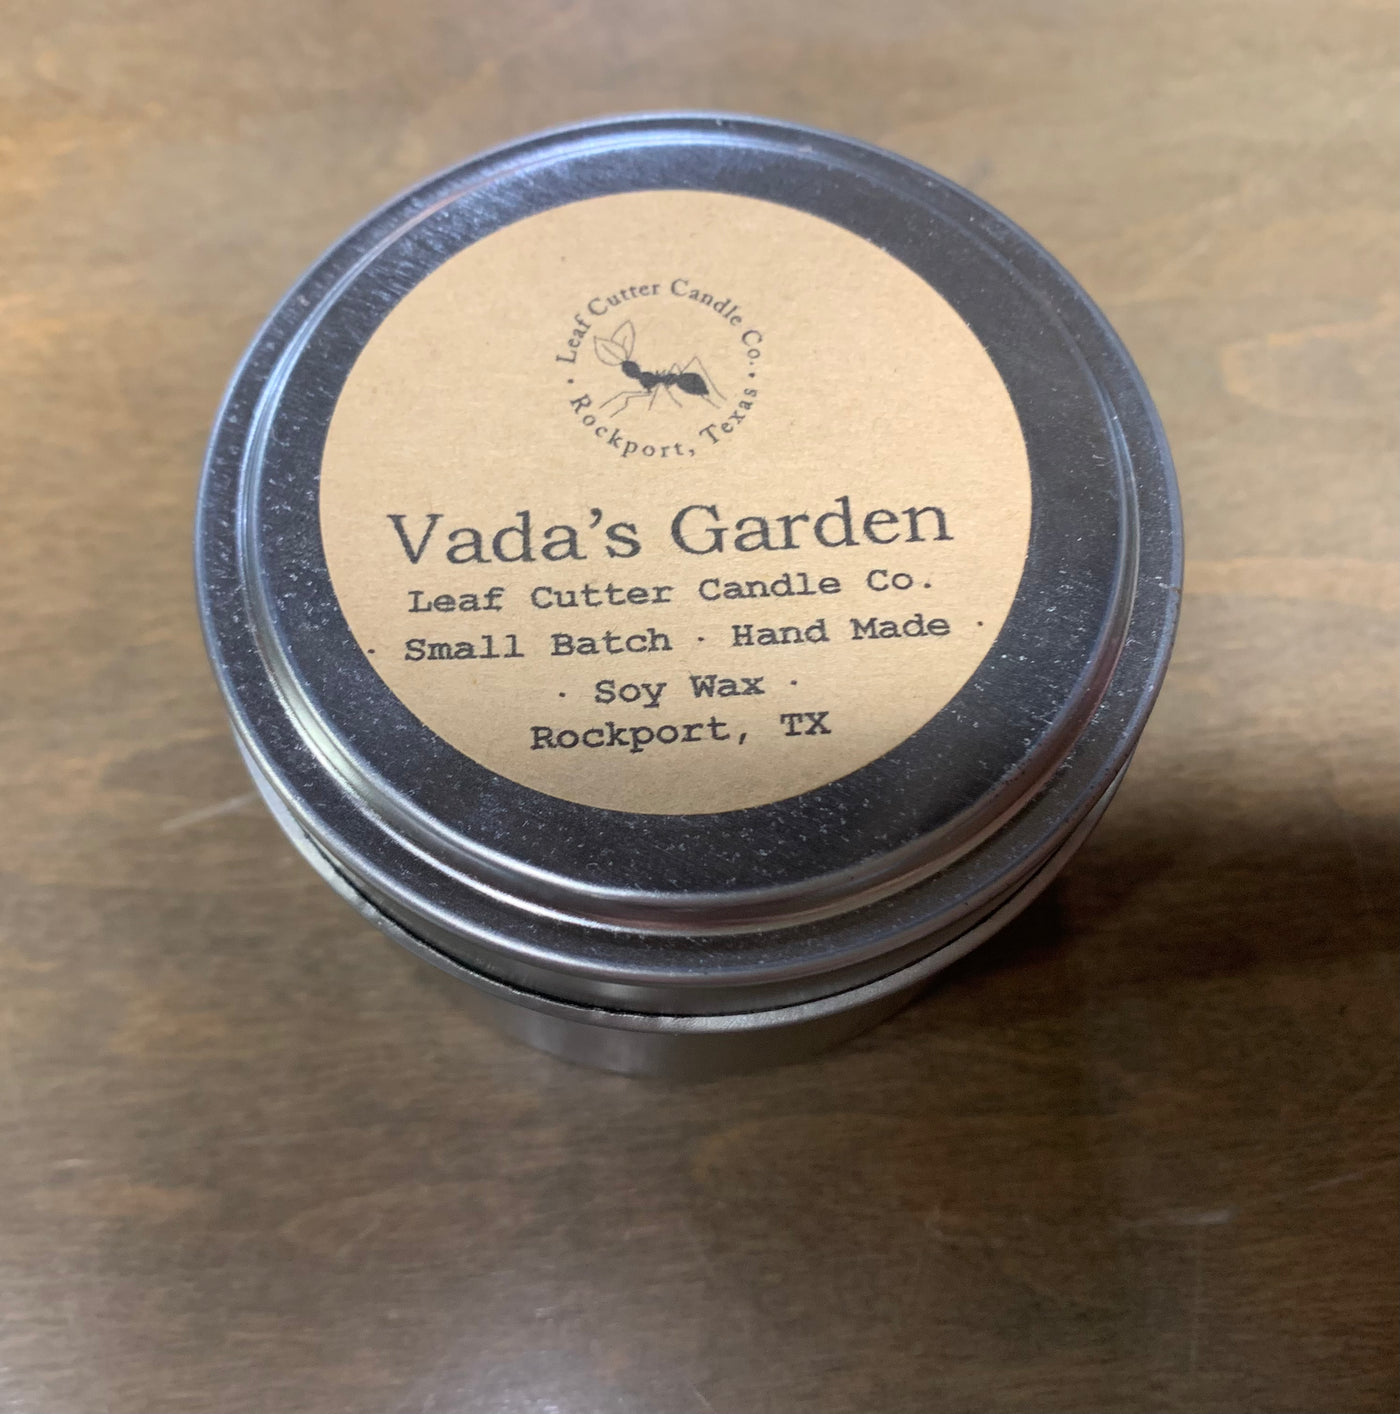 Leaf Cutter Candle Co.
• Rockport, Texas •
Vada’s Garden
Leaf Cutter Candle Co.
· Small Batch · Hand Made ·
· Soy Wax ·
Rockport, TX